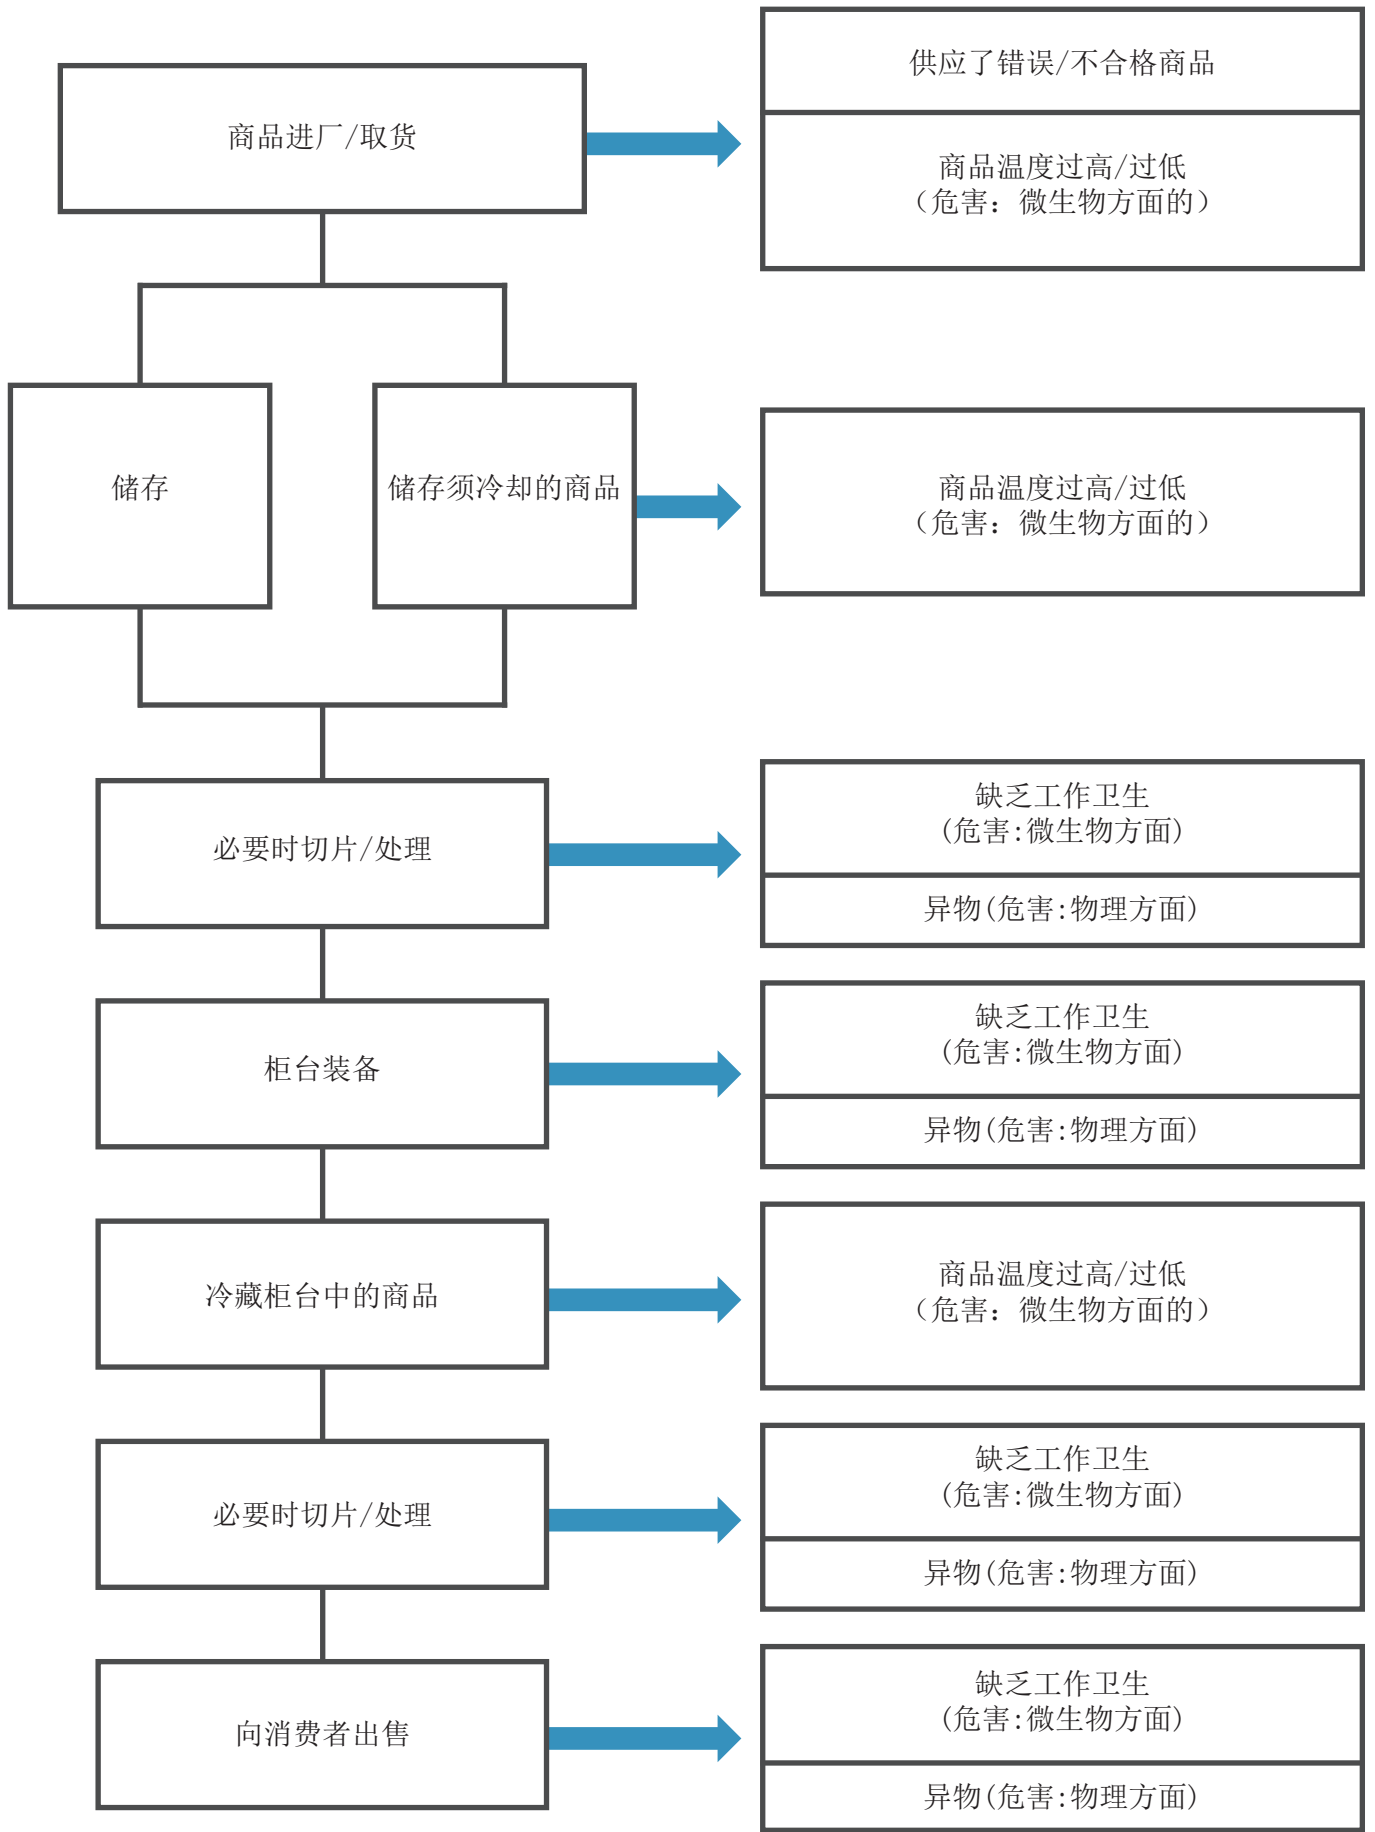 商品进厂/取货
供应了错误/不合格商品
商品温度过高/过低
（危害：微生物方面的）
储存
储存须冷却的商品
商品温度过高/过低
（危害：微生物方面的）
必要时切片/处理
缺乏工作卫生
(危害:微生物方面)
异物(危害:物理方面)
柜台装备
缺乏工作卫生
(危害:微生物方面)
异物(危害:物理方面)
冷藏柜台中的商品
商品温度过高/过低
（危害：微生物方面的）
必要时切片/处理
缺乏工作卫生
(危害:微生物方面)
异物(危害:物理方面)
向消费者出售
缺乏工作卫生
(危害:微生物方面)
异物(危害:物理方面)